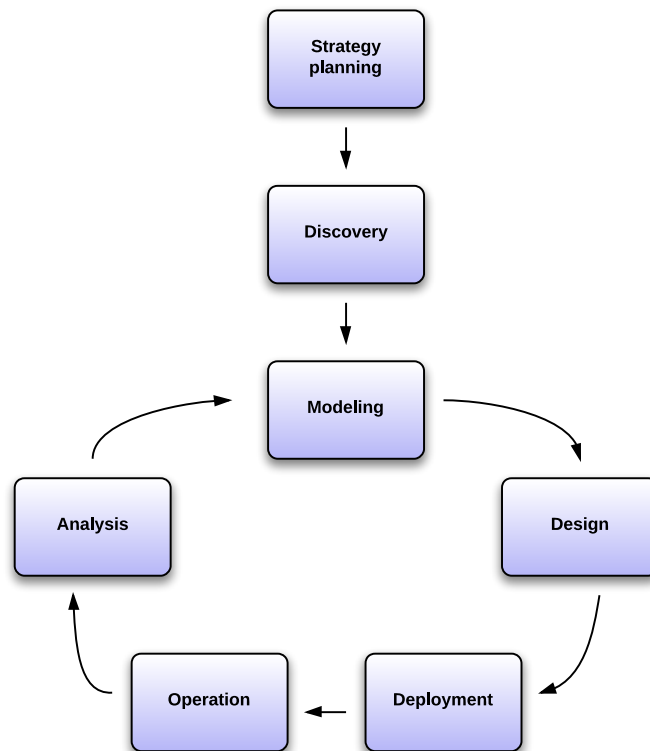 Strategy
planning
Discovery
Modeling
Analysis
Design
Operation
Deployment